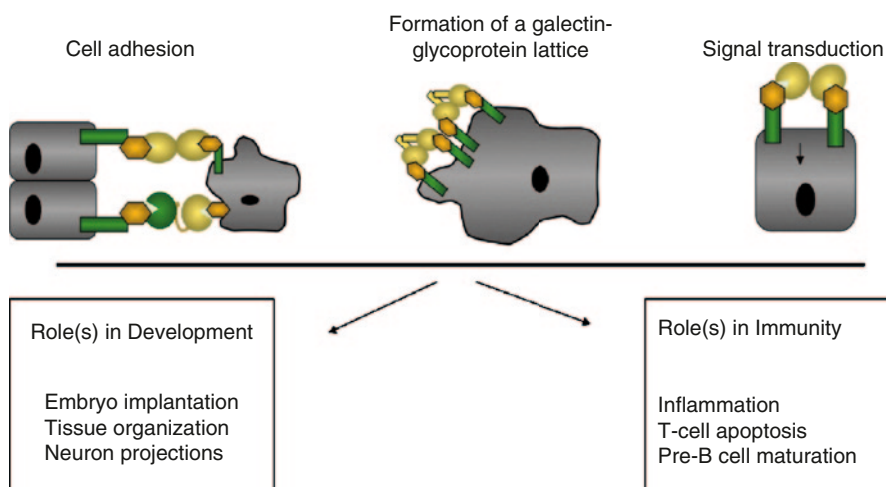 Cell adhesion
Formation of a galectin-
glycoprotein lattice
Signal transduction
Role(s) in Development
Embryo implantation
Tissue organization
Neuron projections
Role(s) in Immunity
Inflammation
T-cell apoptosis
Pre-B cell maturation